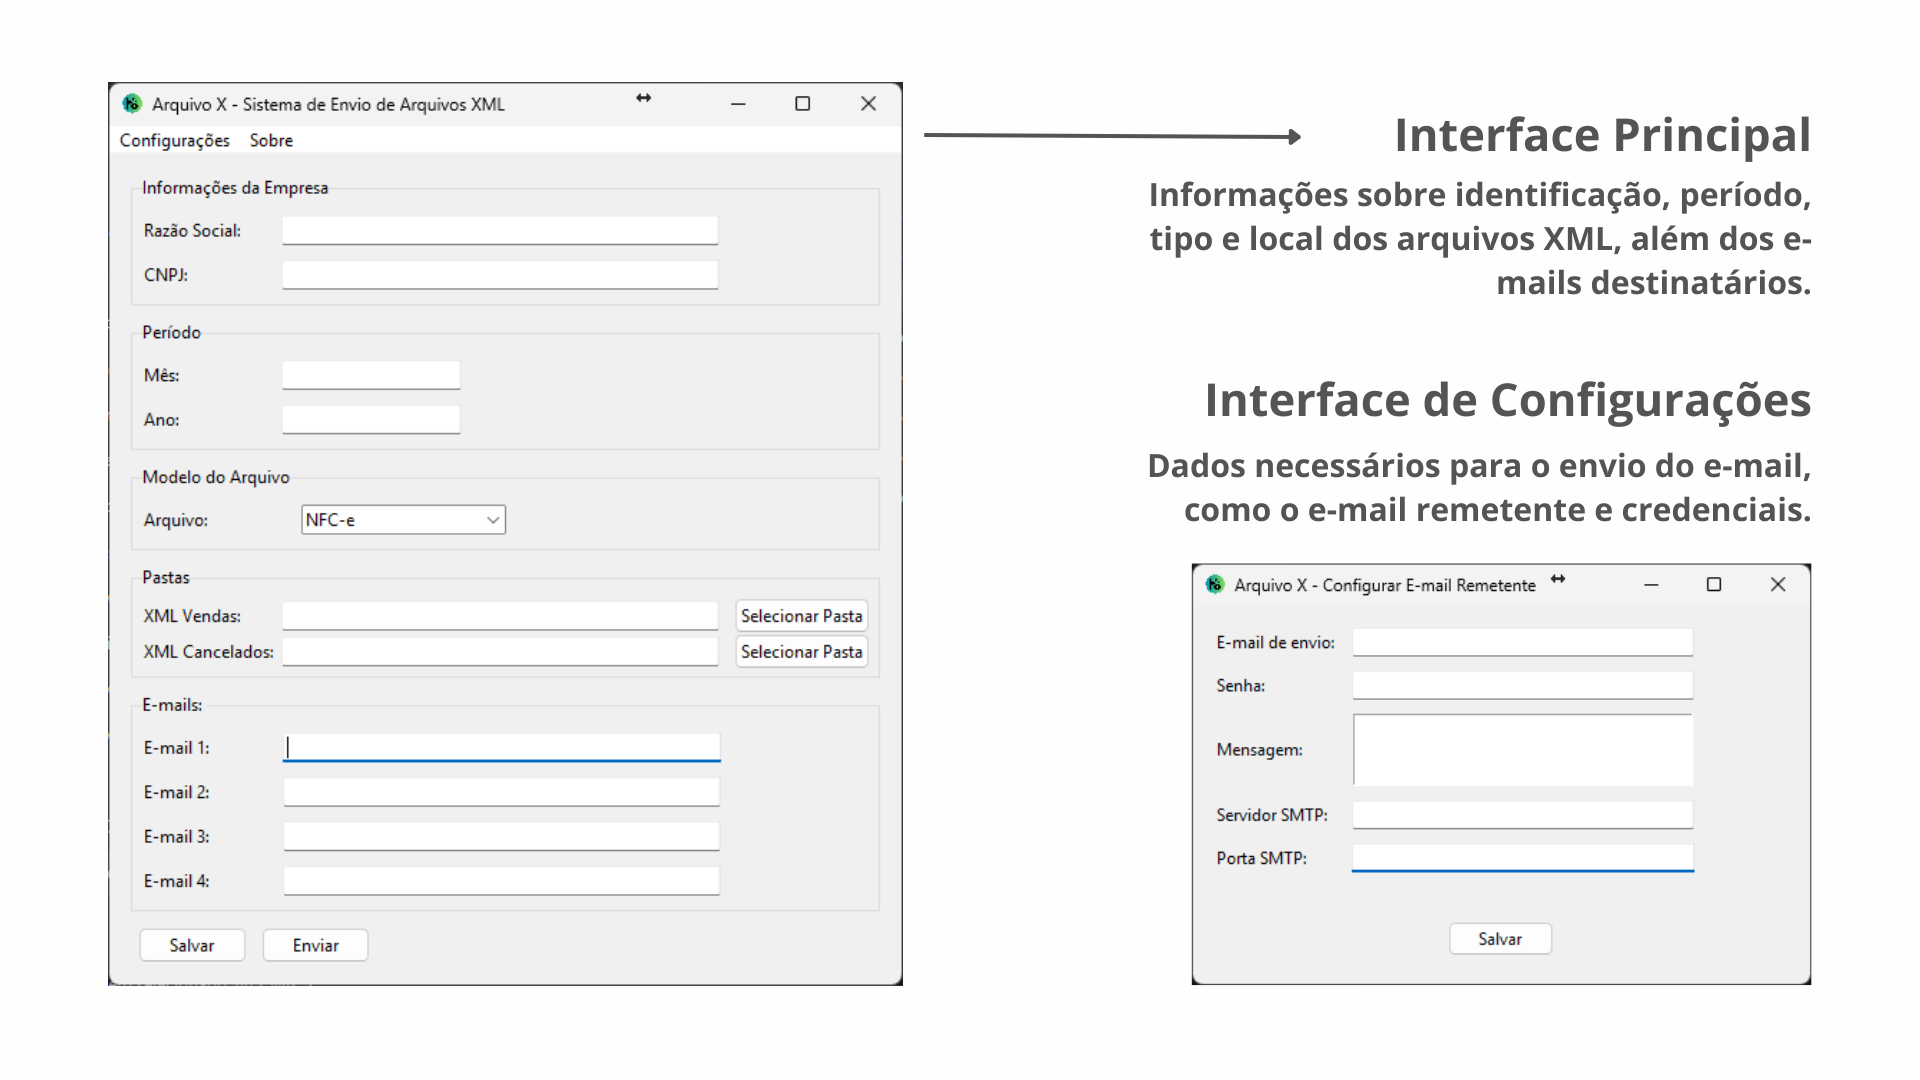 Arquivo X - Sistema de Envio de Arquivos XML
Configurações Sobre
Informações da Empresa
Razão Social:
CNPJ:
Período
Mês:
Ano:
Modelo do Arquivo
Arquivo: NFC-e
Pastas
XML Vendas: Selecionar Pasta
XML Cancelados: Selecionar Pasta
E-mails:
E-mail 1:
E-mail 2:
E-mail 3:
E-mail 4:
Salvar Enviar
Interface Principal
Informações sobre identificação, período,
tipo e local dos arquivos XML, além dos e-
mails destinatários.
Interface de Configurações
Dados necessários para o envio do e-mail,
como o e-mail remetente e credenciais.
Arquivo X - Configurar E-mail Remetente
E-mail de envio:
Senha:
Mensagem:
Servidor SMTP:
Porta SMTP:
Salvar